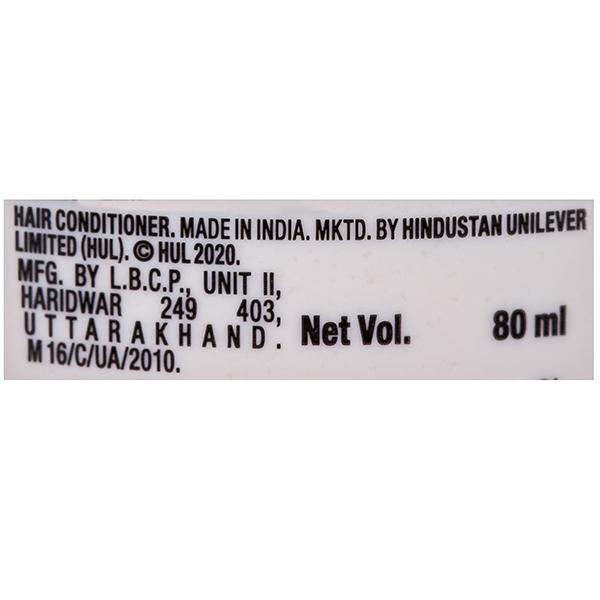 HAIR CONDITIONER. MADE IN INDIA. MKTD. BY HINDUSTAN UNILEVER
LIMITED (HUL). © HUL 2020.
MFG. BY L.B.C.P., UNIT II,
HARIDWAR 249 403,
UTTARAKHAND.
M 16/C/UA/2010.
Net Vol. 80 ml